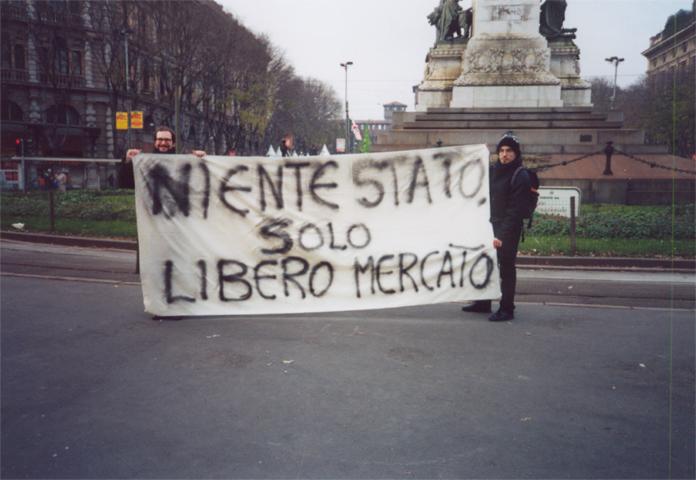 NIENTE STATO,
SOLO
LIBERO MERCATO